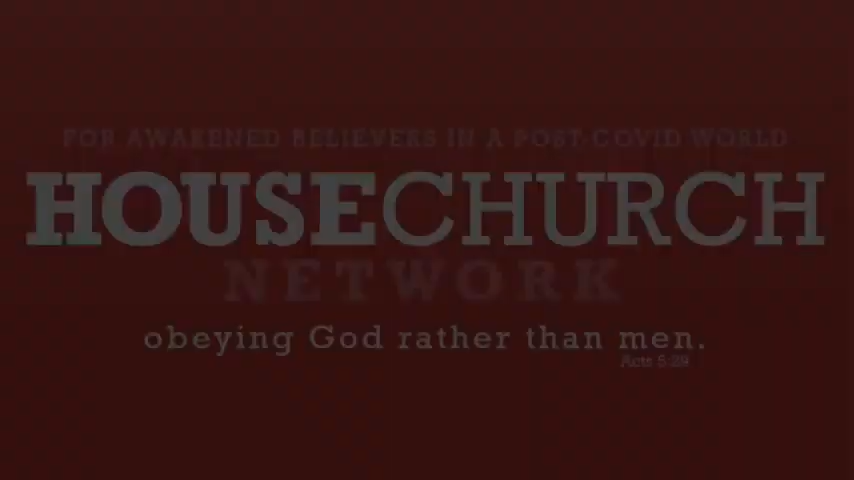 FOR AWAKENED BELIEVERS IN A POST-COVID WORLD
HOUSECHURCH
NETWORK
obeying God rather than men.
Acts 5:29